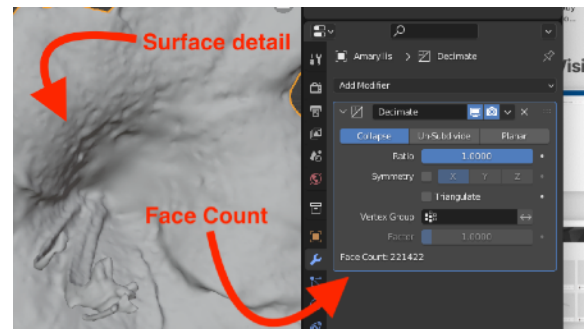 Surface detail
Face Count
Amaryllis > Decimate
Add Modifier
Decimate
Collapse Un-Subdivide Planar
Ratio 1.0000
Symmetry X Y Z
Triangulate
Vertex Group
Factor 1.0000
Face Count: 221422
isi